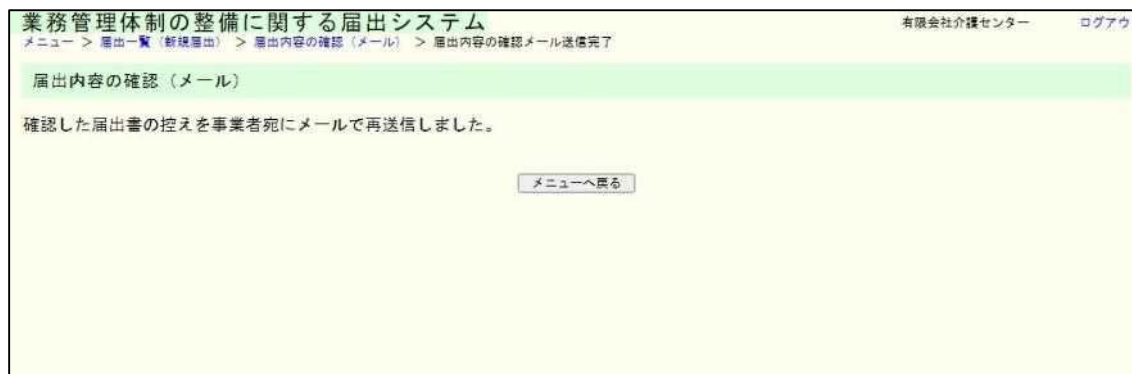 業務管理体制の整備に関する届出システム
有限会社介護センター ログアウ
メニュー > 届出一覧（新規届出） > 届出内容の確認（メール） > 届出内容の確認メール送信完了
届出内容の確認（メール）
確認した届出書の控えを事業者宛にメールで再送信しました。
メニューへ戻る